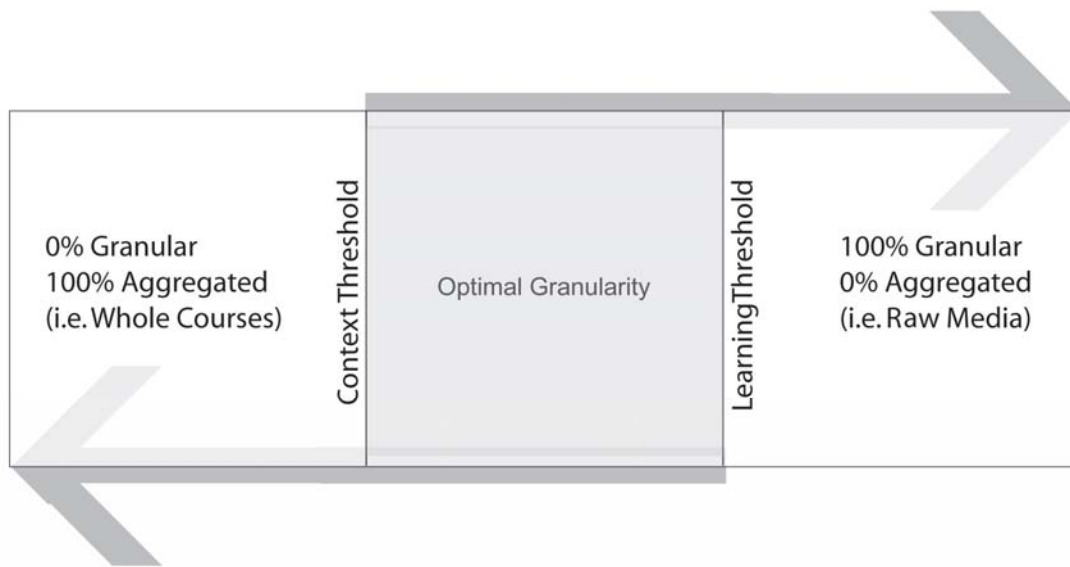 0% Granular
100% Aggregated
(i.e. Whole Courses)
Context Threshold
Optimal Granularity
LearningThreshold
100% Granular
0% Aggregated
(i.e. Raw Media)